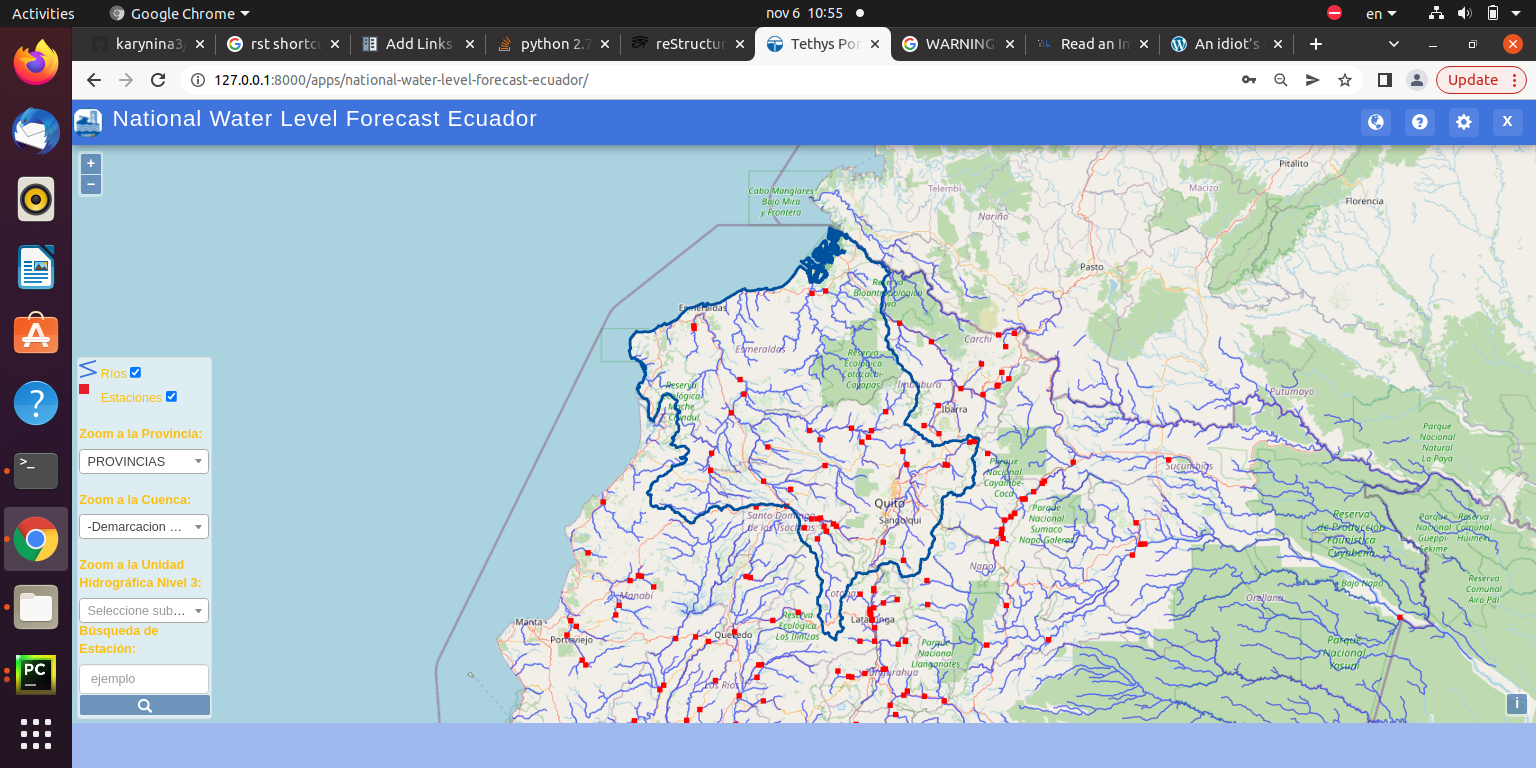 Activities
Google Chrome
nov 6 10:55
en
karynina3/
rst shortcu
Add Links
python 2.7
reStructur
Tethys Por
WARNING
Read an Im
An idiot's
127.0.0.1:8000/apps/national-water-level-forecast-ecuador/
Update
National Water Level Forecast Ecuador
X
+
−
Cabo Manglares
Bajo Mira
y Frontera
Telembi
Macizo
Pitalito
Florencia
Nariño
Pasto
Reserva
Bioantropológico
Awa
Esmeraldas
Esmeraldas
Carchi
Reserva
Ecológica
Cotacachi-
Cayapas
Imbabura
Ibarra
Reserva
Ecológica
Mache
Chindul
Putumayo
Parque
Nacional
Natural
La Paya
Sucumbíos
Parque
Nacional
Cayambe-
Coca
Quito
Sangolquí
Santo Domingo
de los Tsáchilas
Parque
Nacional
Sumaco
Napo-Galeras
Reserva
de Producción
Faunística
Cuyabeno
Parque
Nacional
Gueppi-
Sekime
Reserva
Comunal
Huimeki
Napo
Bajo Napo
Reserva
Comunal
Airo Pai
Orellana
Manabí
Cotopaxi
Manta
Portoviejo
Quevedo
Reserva
Ecológica
Los Ilinizas
Latacunga
Parque
Nacional
Llanganates
Parque
Nacional
Yasuní
Tungurahua
Los Ríos
Ríos
Estaciones
Zoom a la Provincia:
PROVINCIAS
Zoom a la Cuenca:
-Demarcacion ...
Zoom a la Unidad
Hidrográfica Nivel 3:
Seleccione sub...
Búsqueda de
Estación:
ejemplo
i
>_
?
PC